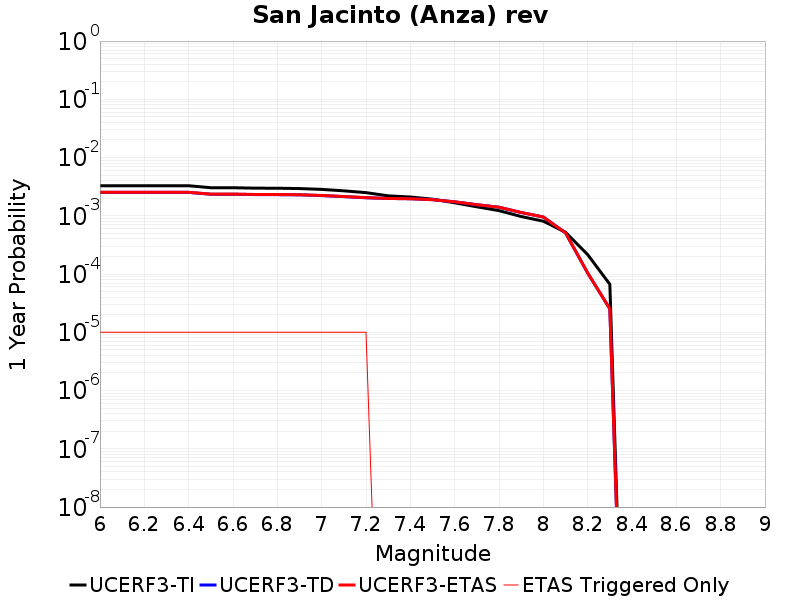 San Jacinto (Anza) rev
1 Year Probability
10^0
10^-1
10^-2
10^-3
10^-4
10^-5
10^-6
10^-7
10^-8
6 6.2 6.4 6.6 6.8 7 7.2 7.4 7.6 7.8 8 8.2 8.4 8.6 8.8 9
Magnitude
UCERF3-TI UCERF3-TD UCERF3-ETAS ETAS Triggered Only